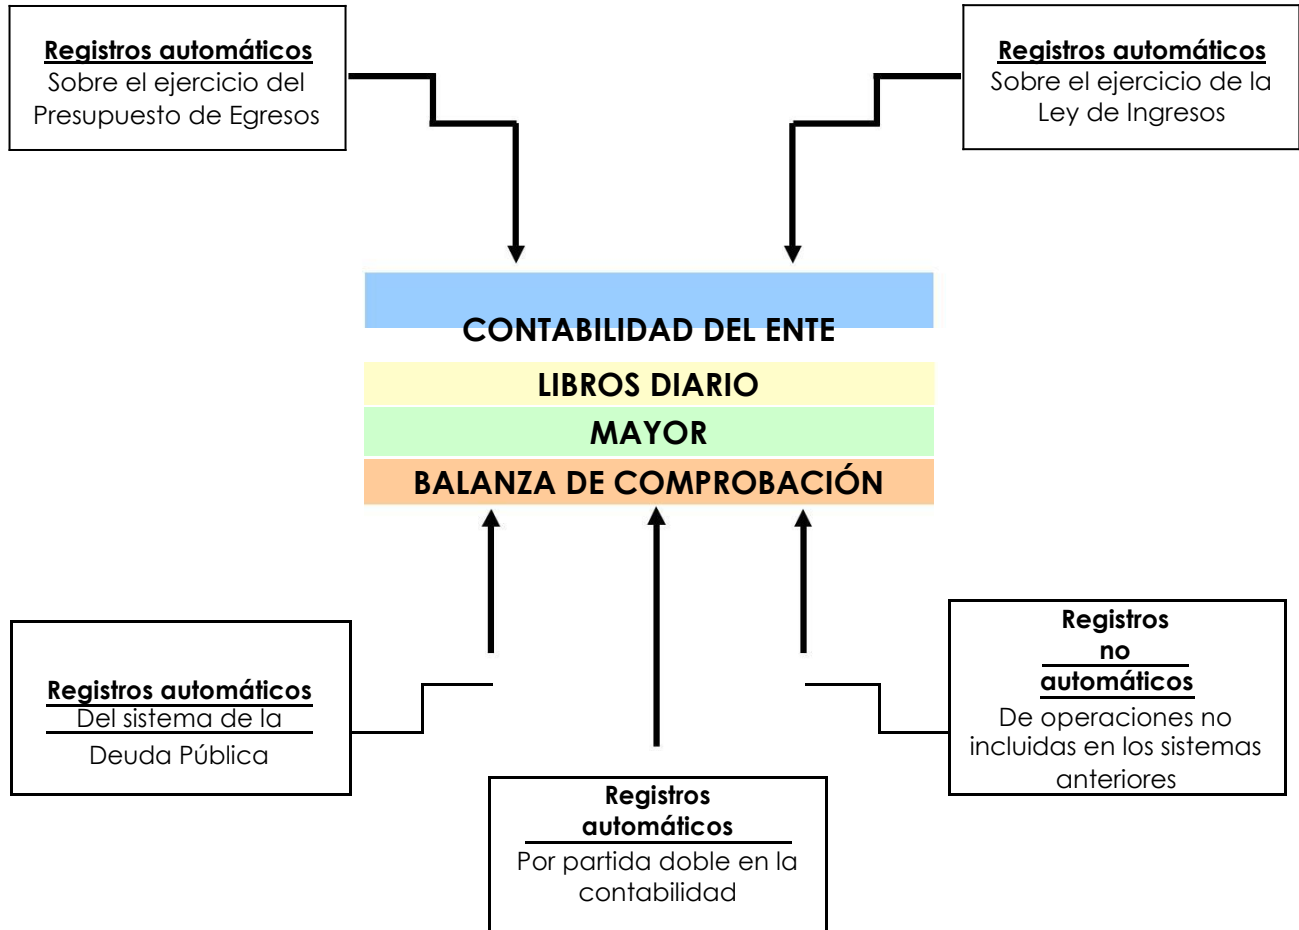 Registros automáticos
Sobre el ejercicio del
Presupuesto de Egresos
Registros automáticos
Sobre el ejercicio de la
Ley de Ingresos
CONTABILIDAD DEL ENTE
LIBROS DIARIO
MAYOR
BALANZA DE COMPROBACIÓN
Registros automáticos
Del sistema de la
Deuda Pública
Registros
automáticos
Por partida doble en la
contabilidad
Registros
no
automáticos
De operaciones no
incluidas en los sistemas
anteriores